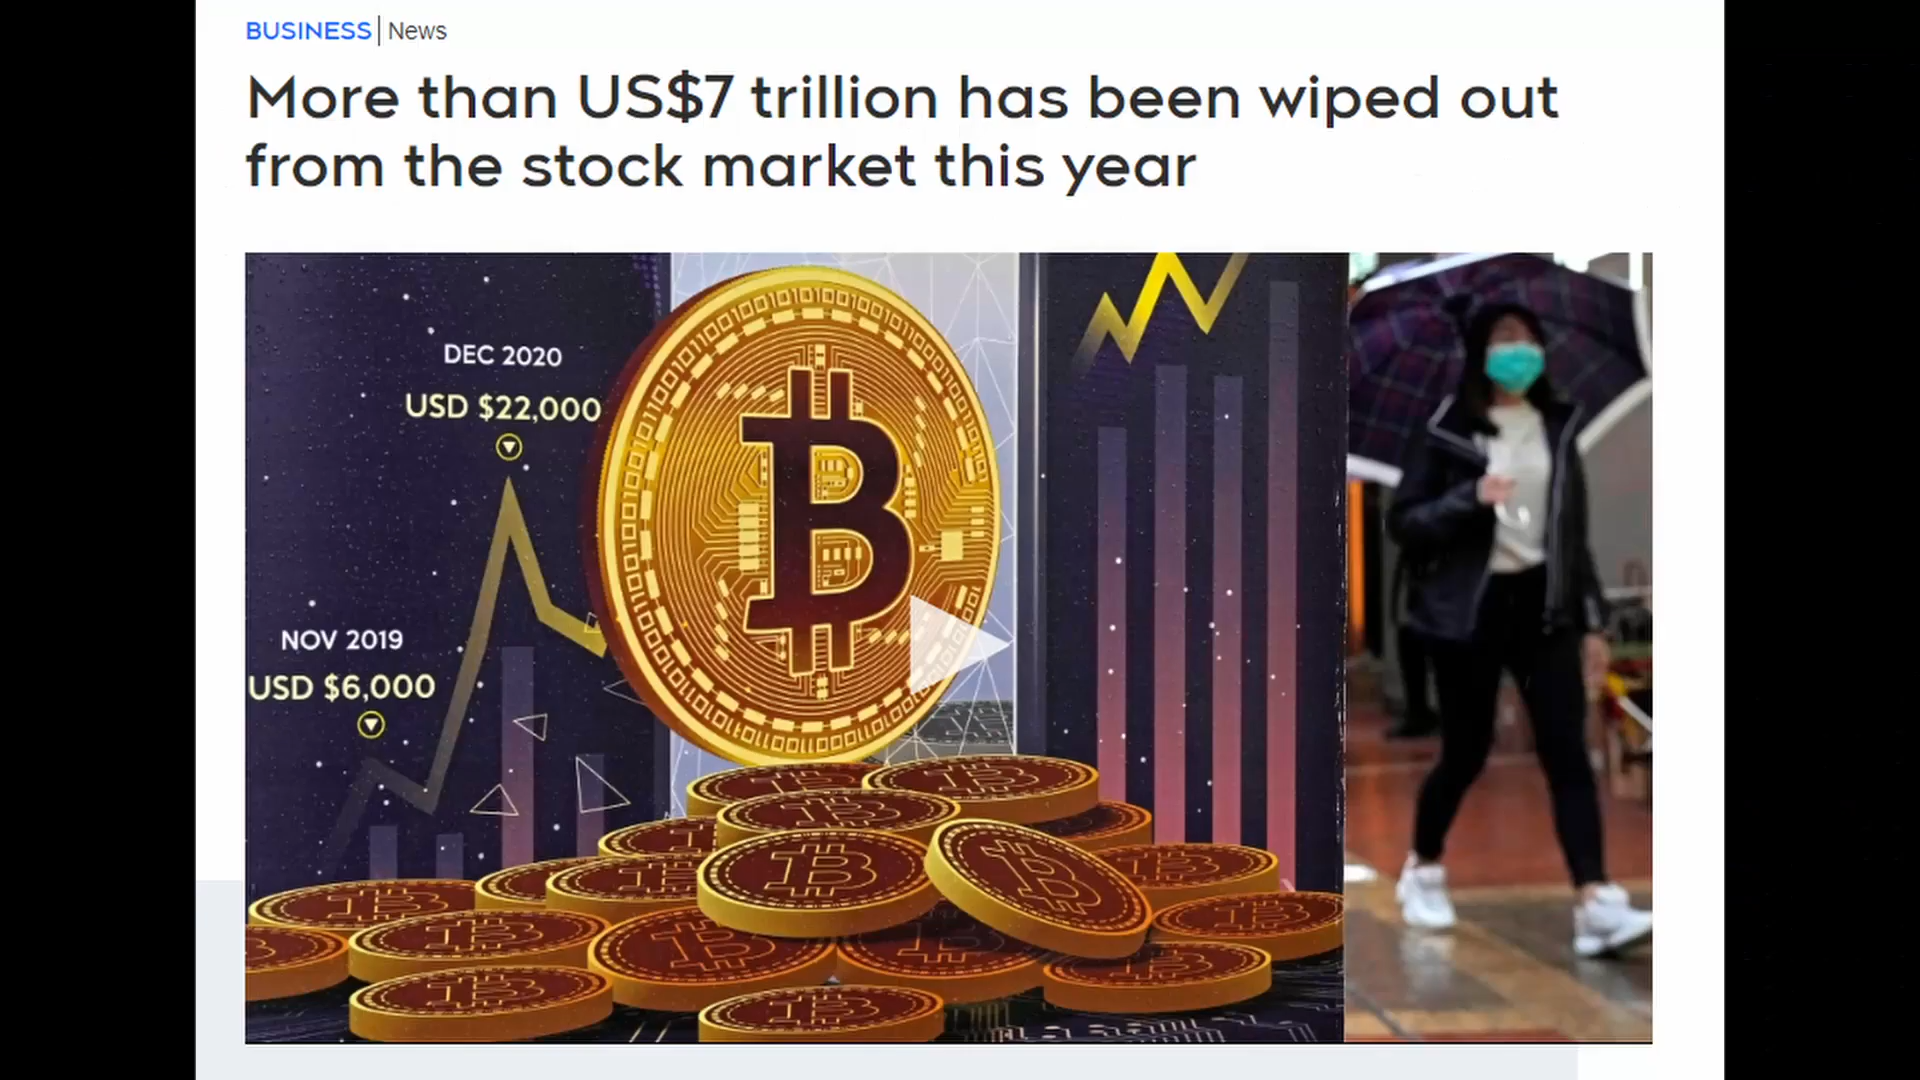 BUSINESS | News
More than US$7 trillion has been wiped out
from the stock market this year
DEC 2020
USD $22,000
NOV 2019
USD $6,000